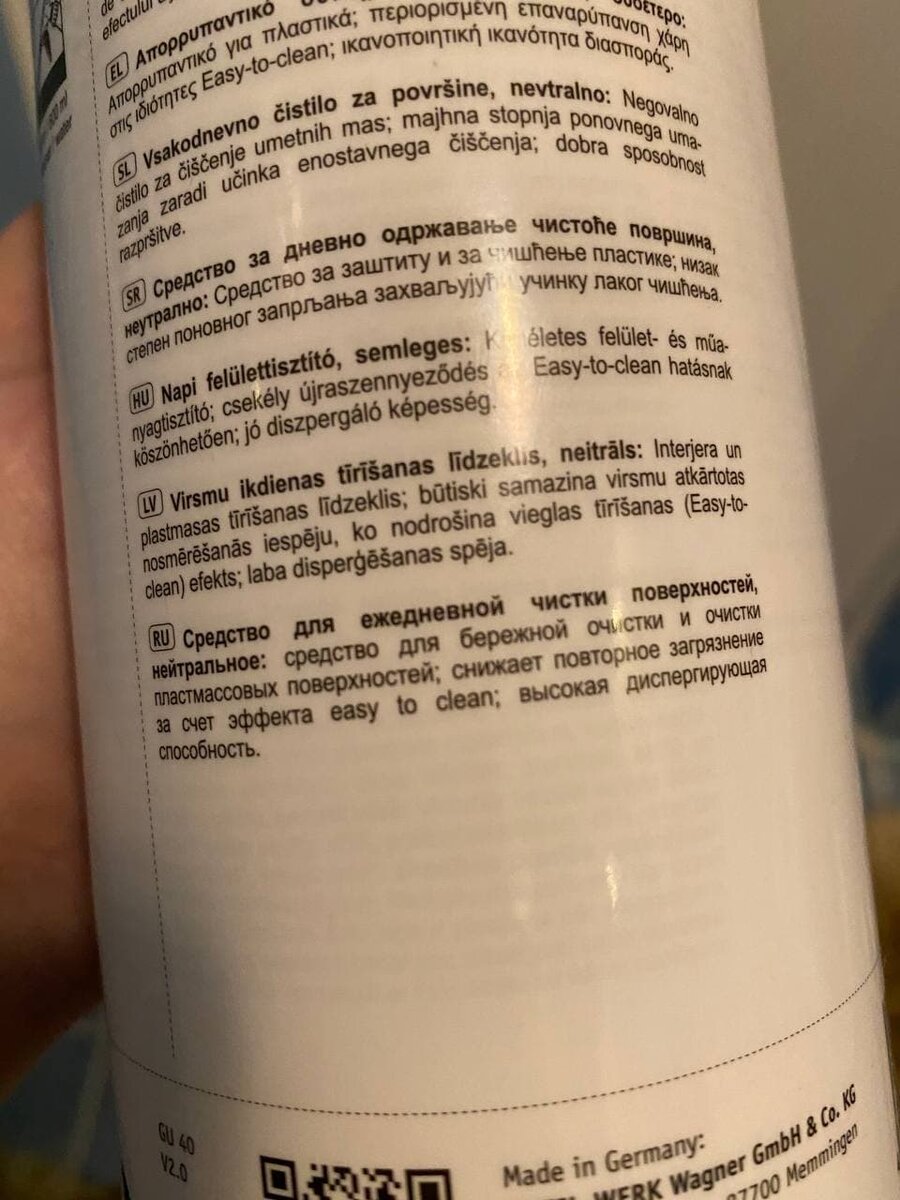 de
efectului
EL Απορρυπαντικό
Απορρυπαντικό για πλαστικά; περιορισμένη επαναρύπανση χάρη
στις ιδιότητες Easy-to-clean; ικανοποιητική ικανότητα διασποράς.
SL Vsakodnevno čistilo za površine, nevtralno: Negovalno
čistilo za čiščenje umetnih mas; majhna stopnja ponovnega uma-
zanja zaradi učinka enostavnega čiščenja; dobra sposobnost
razpršitve.
SR Средство за дневно одржавање чистоће површина,
неутрално: Средство за заштиту и за чишћење пластике; низак
степен поновног запрљања захваљујући учинку лаког чишћења.
HU Napi felülettisztító, semleges: Kíméletes felület- és műa-
nyagtisztító; csekély újraszennyeződés az Easy-to-clean hatásnak
köszönhetően; jó diszpergáló képesség.
LV Virsmu ikdienas tīrīšanas līdzeklis, neitrāls: Interjera un
plastmasas tīrīšanas līdzeklis; būtiski samazina virsmu atkārtotas
nosmērēšanās iespēju, ko nodrošina vieglas tīrīšanas (Easy-to-
clean) efekts; laba disperģēšanas spēja.
RU Средство для ежедневной чистки поверхностей,
нейтральное: средство для бережной очистки и очистки
пластмассовых поверхностей; снижает повторное загрязнение
за счет эффекта easy to clean; высокая диспергирующая
способность.
GU 40
V2.0
Made in Germany:
WERK Wagner GmbH & Co. KG
87700 Memmingen